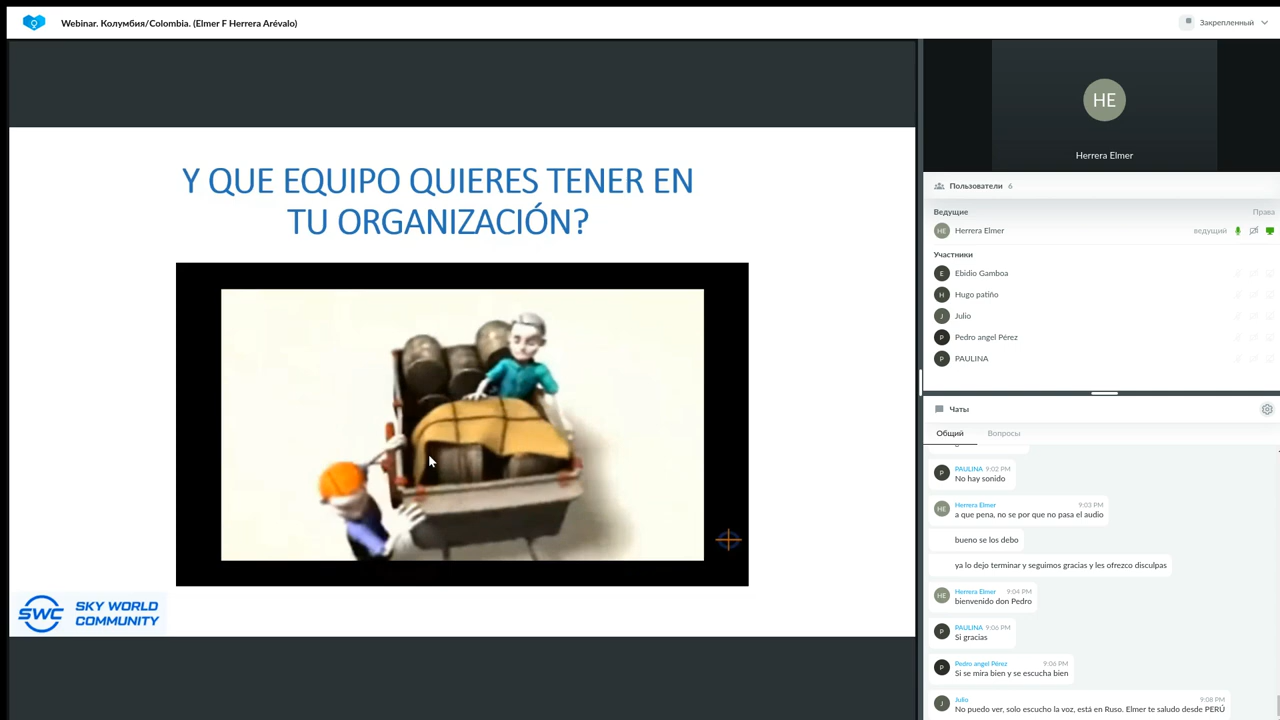 Webinar. Колумбия/Colombia. (Elmer F Herrera Arévalo)
Закрепленный
Y QUE EQUIPO QUIERES TENER EN
TU ORGANIZACIÓN?
SWC SKY WORLD
COMMUNITY
HE
Herrera Elmer
Пользователи 6
Ведущие Права
HE Herrera Elmer ведущий
Участники
E Ebidio Gamboa
H Hugo patiño
J Julio
P Pedro angel Pérez
P PAULINA
Чаты
Общий Вопросы
P PAULINA 9:02 PM
No hay sonido
HE Herrera Elmer 9:03 PM
a que pena, no se por que no pasa el audio
bueno se los debo
ya lo dejo terminar y seguimos gracias y les ofrezco disculpas
HE Herrera Elmer 9:04 PM
bienvenido don Pedro
P PAULINA 9:06 PM
Si gracias
P Pedro angel Pérez 9:06 PM
Si se mira bien y se escucha bien
J Julio 9:08 PM
No puedo ver, solo escucho la voz, está en Ruso. Elmer te saludo desde PERÚ